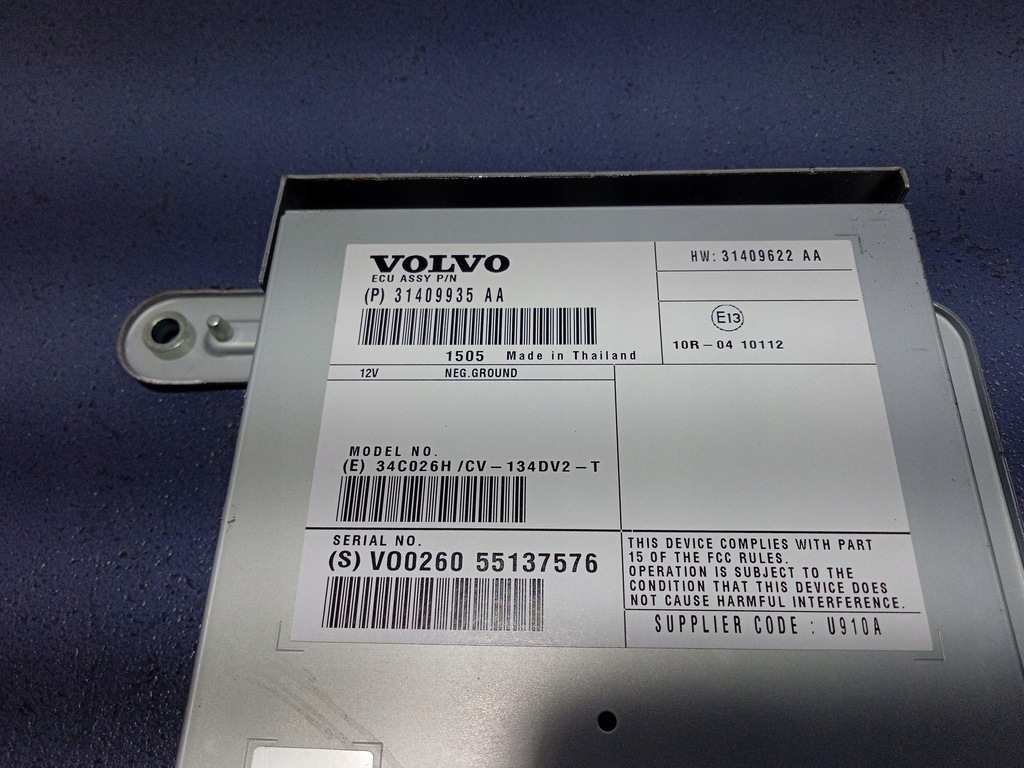 VOLVO
ECU ASSY P/N
(P) 31409935 AA
1505 Made in Thailand
HW: 31409622 AA
E13
10R-04 10112
12V NEG.GROUND
MODEL NO.
(E) 34C026H /CV-134DV2-T
SERIAL NO.
(S) VO0260 55137576
THIS DEVICE COMPLIES WITH PART
15 OF THE FCC RULES.
OPERATION IS SUBJECT TO THE
CONDITION THAT THIS DEVICE DOES
NOT CAUSE HARMFUL INTERFERENCE.
SUPPLIER CODE : U910A